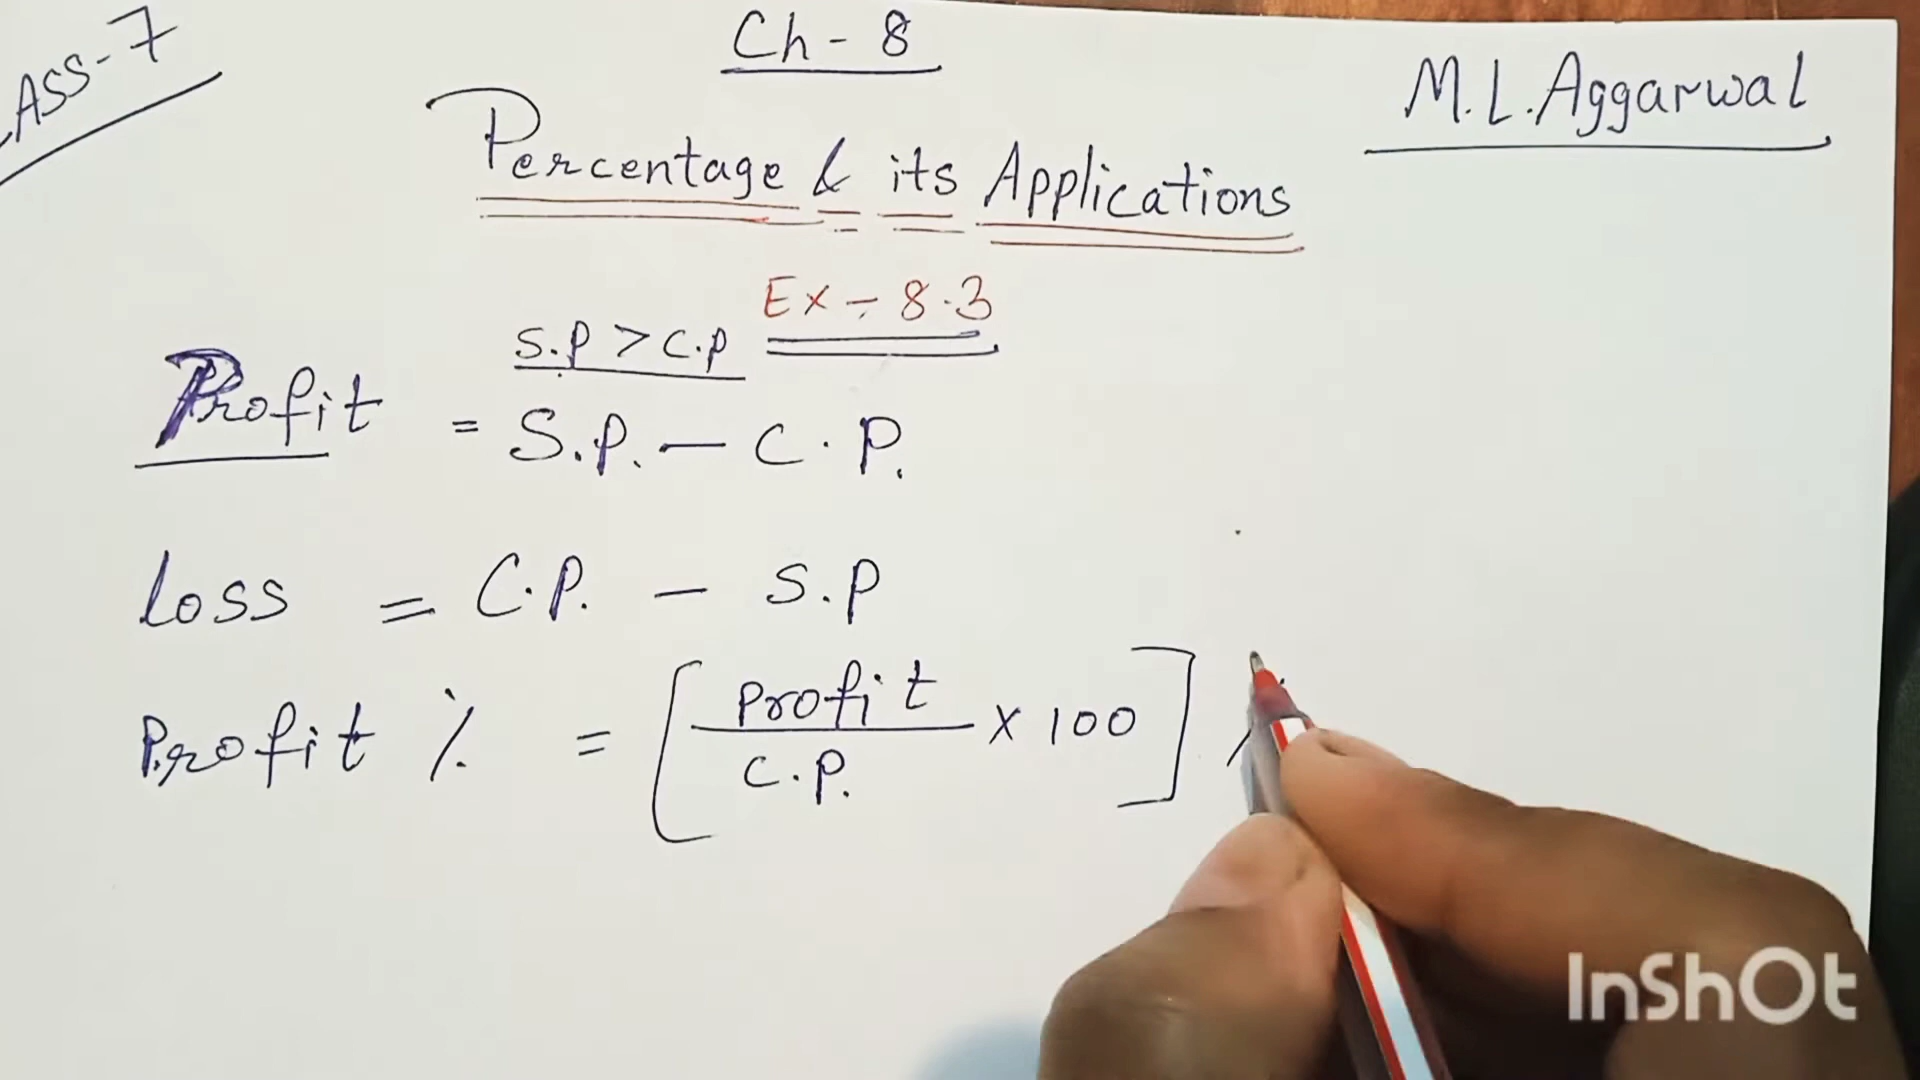 Ch - 8
ASS-7
M.L.Aggarwal
Percentage & its Applications
Ex - 8.3
S.P > C.P
Profit = S.P. - C.P.
Loss = C.P. - S.P
Profit % = [Profit / C.P. × 100] %
InShOt